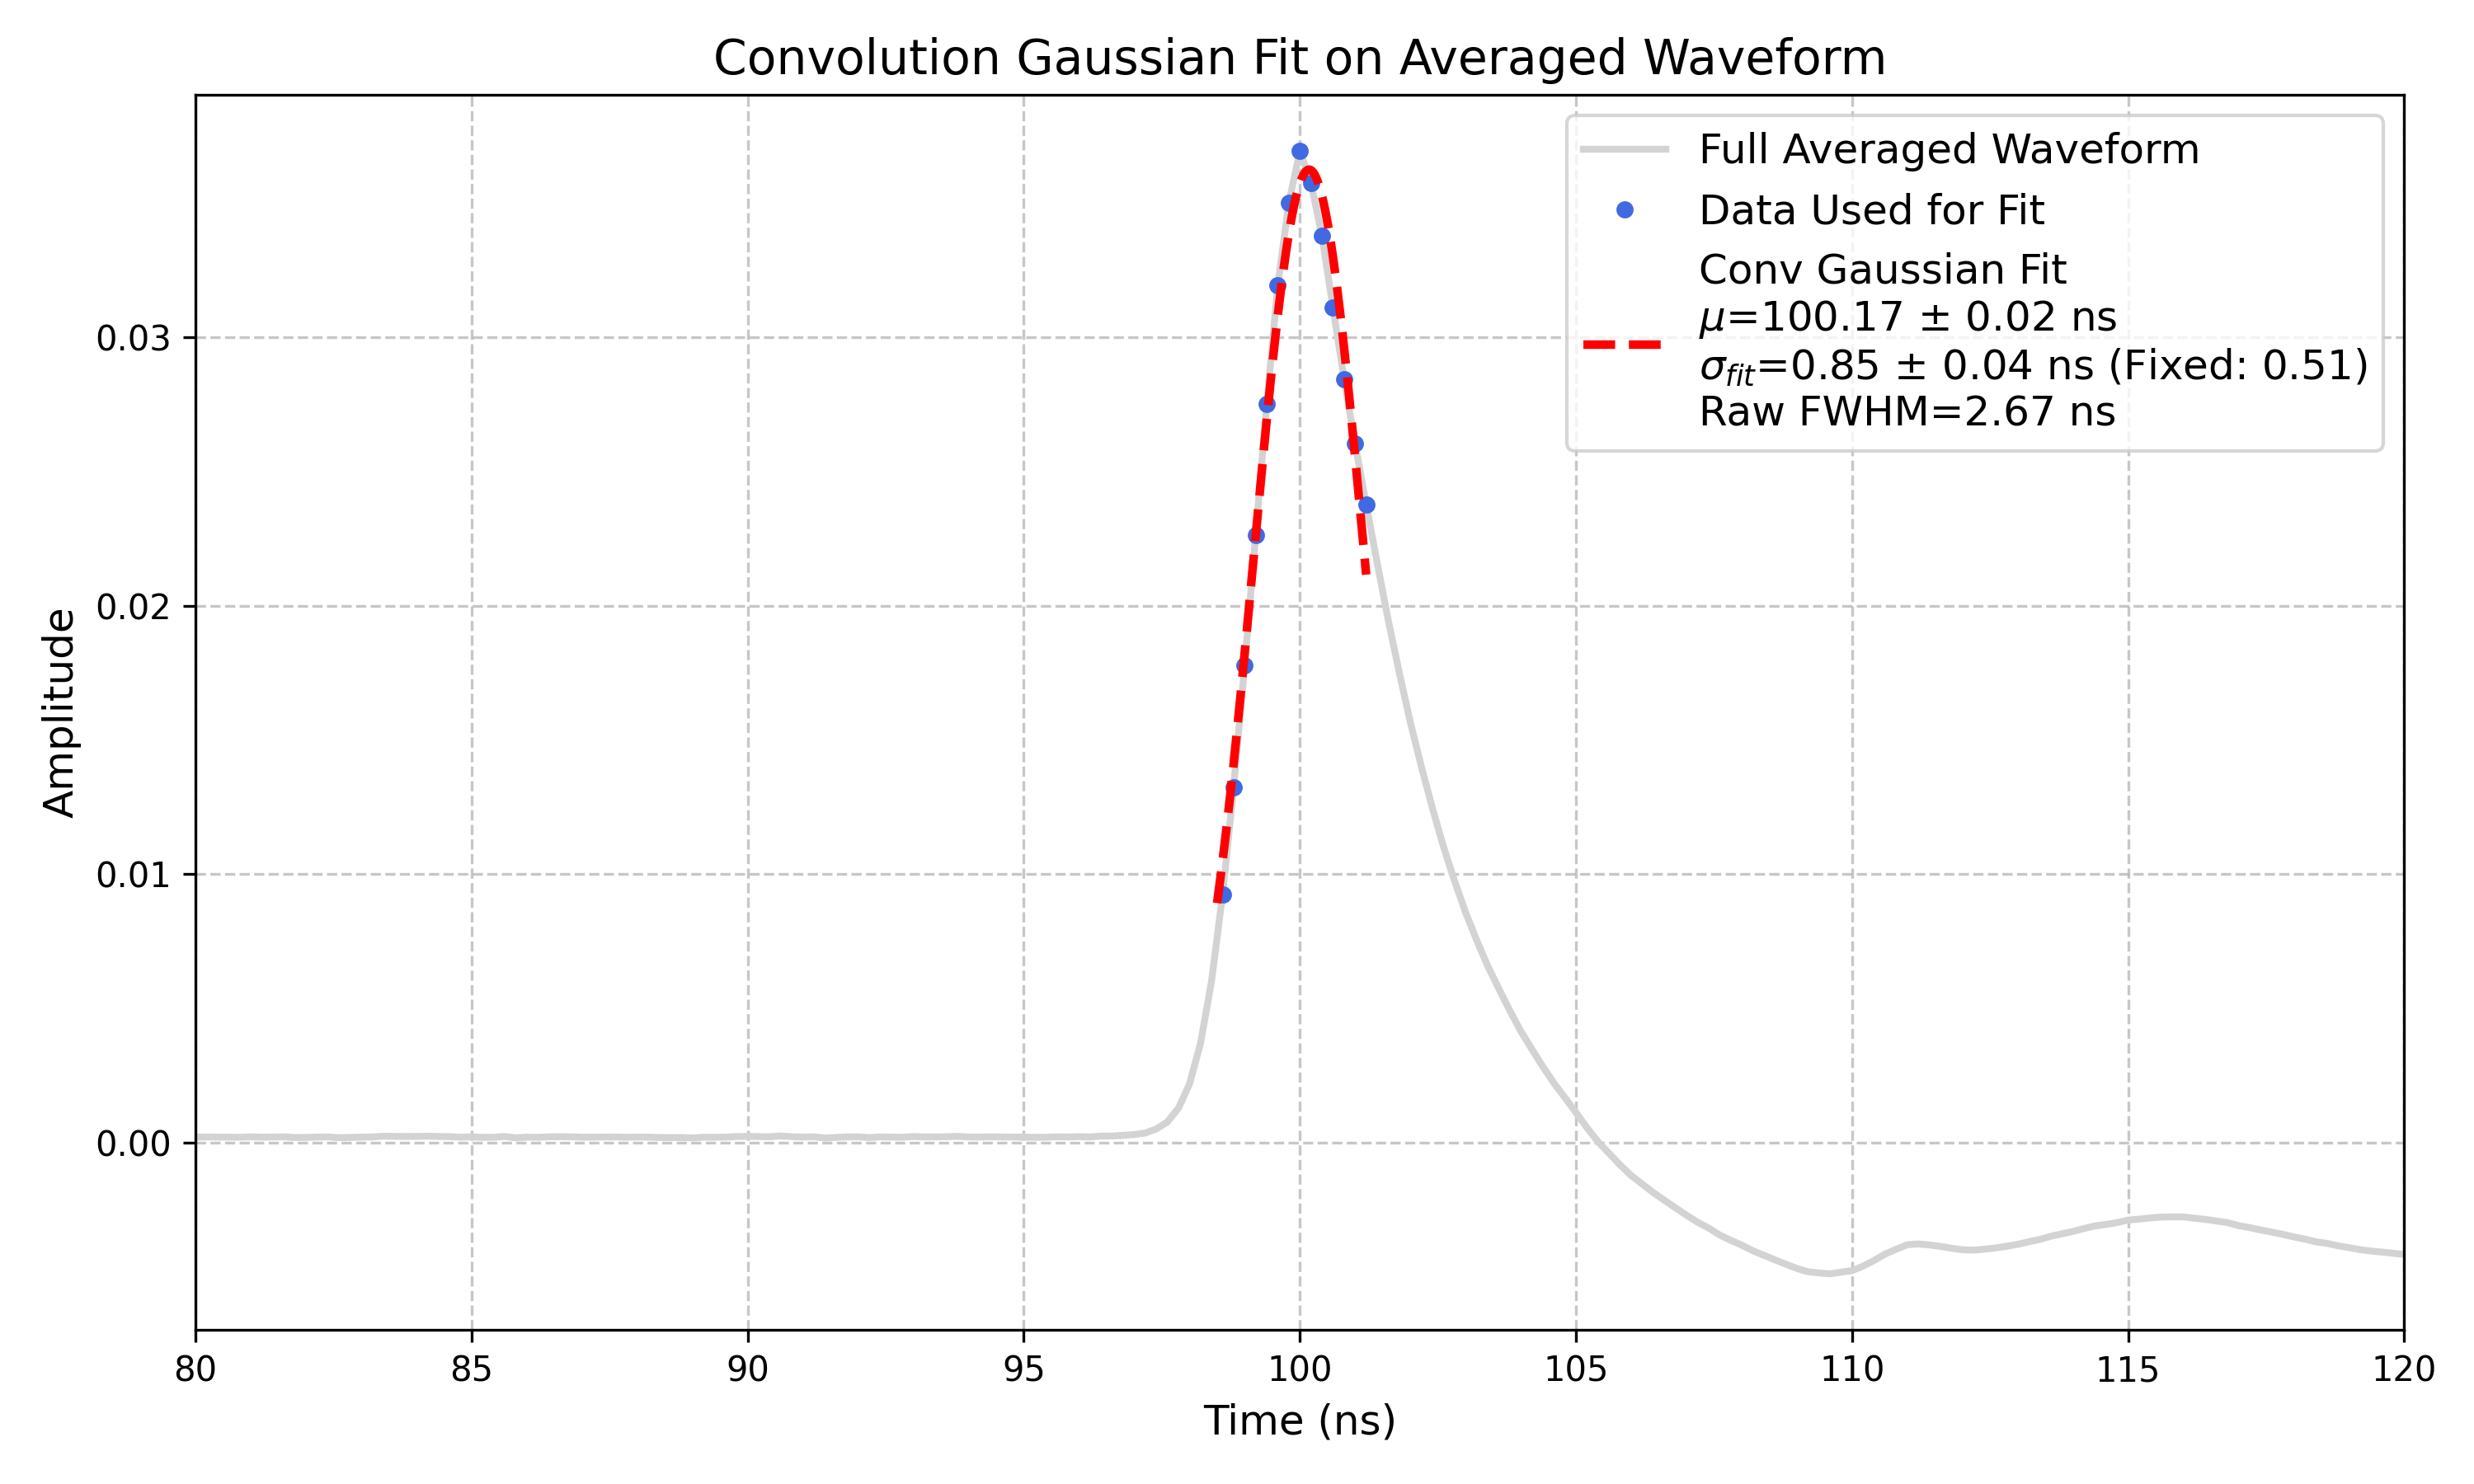 Convolution Gaussian Fit on Averaged Waveform
Full Averaged Waveform
Data Used for Fit
Conv Gaussian Fit
μ=100.17 ± 0.02 ns
σfit=0.85 ± 0.04 ns (Fixed: 0.51)
Raw FWHM=2.67 ns
Amplitude
0.03
0.02
0.01
0.00
80 85 90 95 100 105 110 115 120
Time (ns)